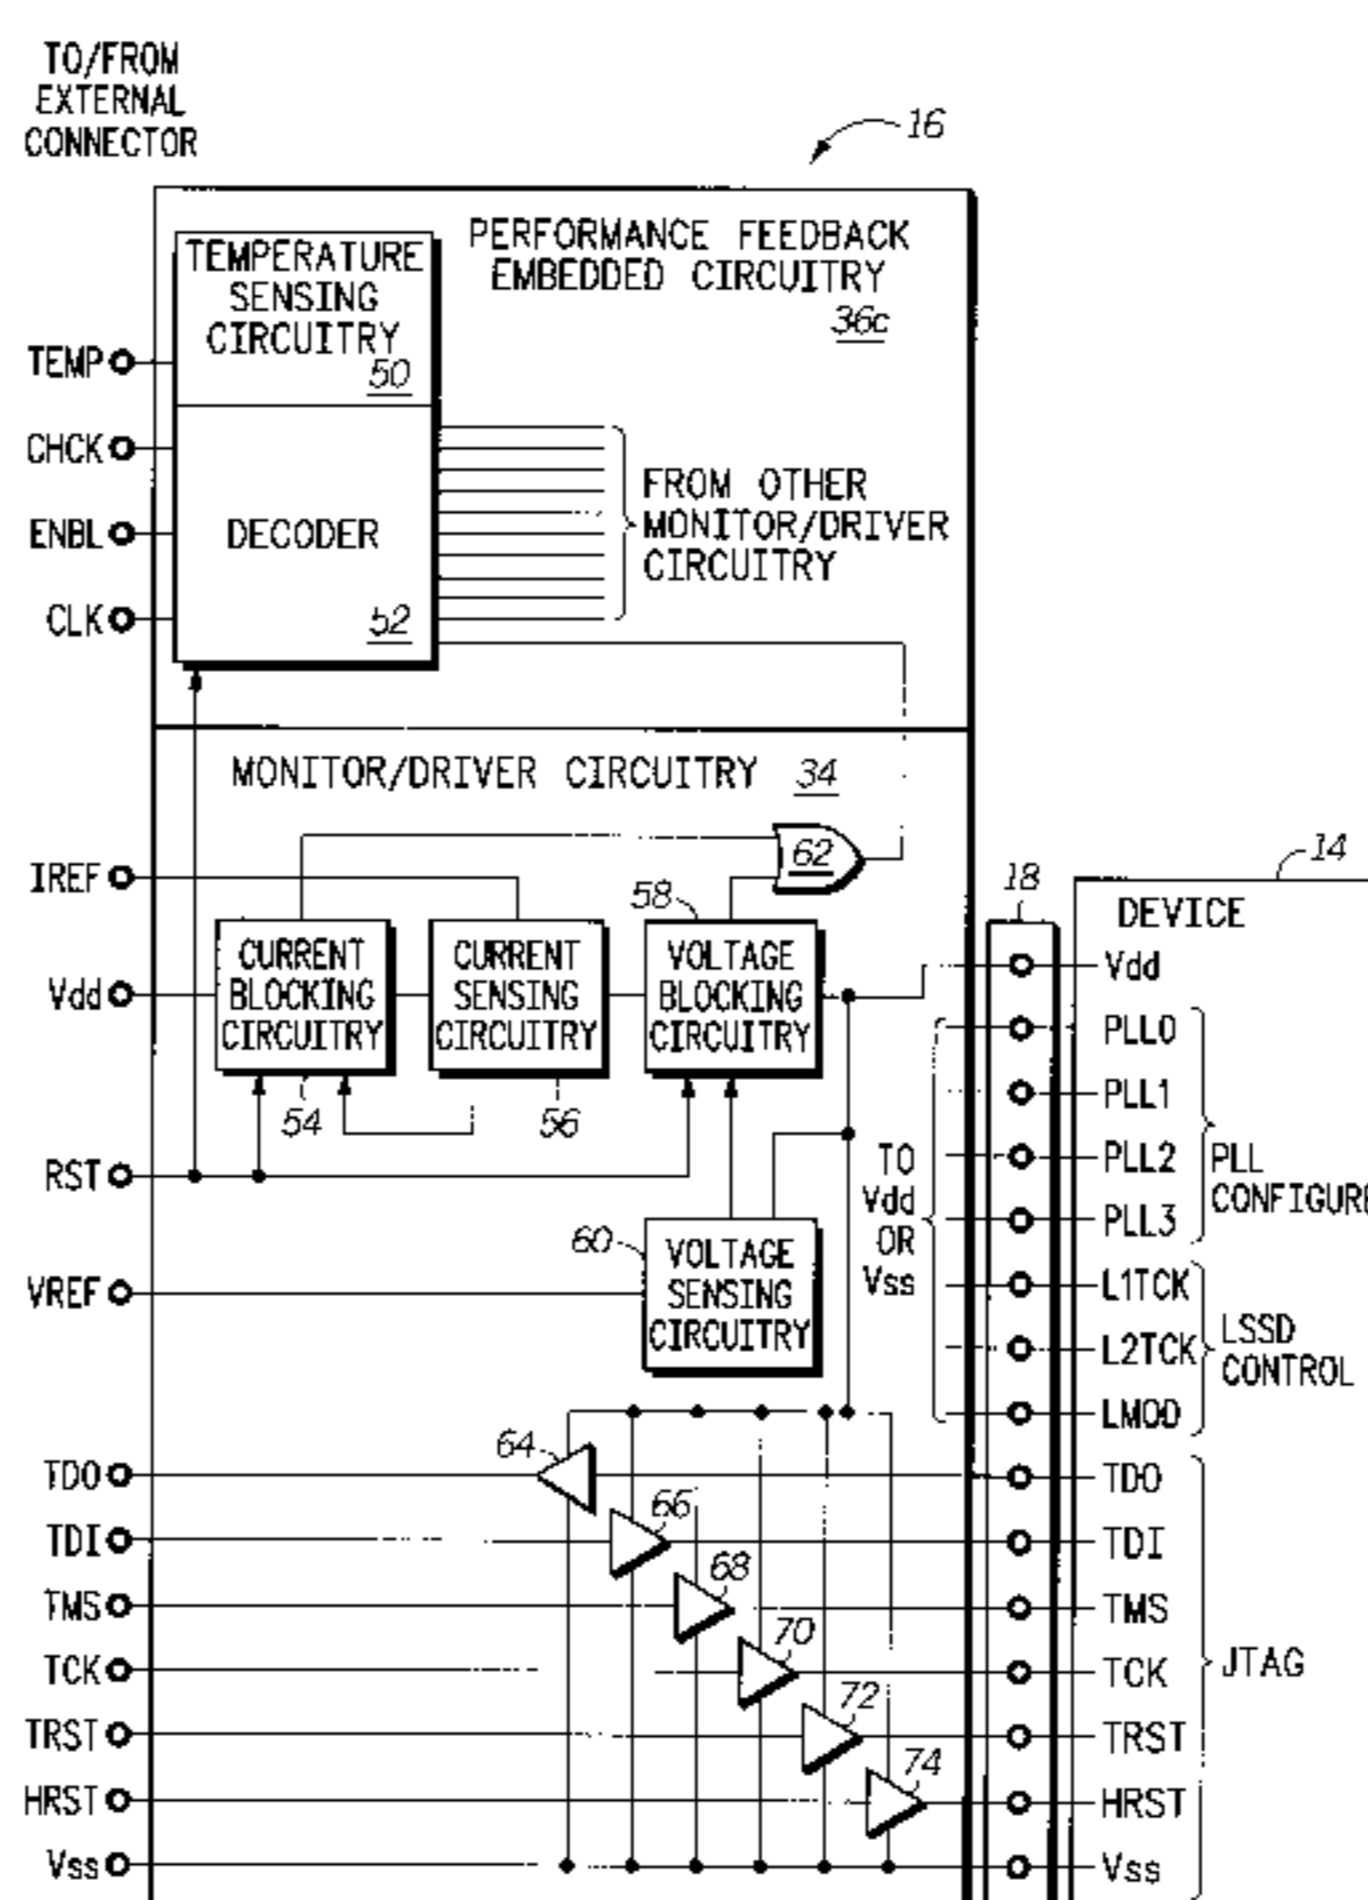 TO/FROM
EXTERNAL
CONNECTOR
16
PERFORMANCE FEEDBACK
EMBEDDED CIRCUITRY
36c
TEMPERATURE
SENSING
CIRCUITRY
50
TEMP
CHCK
ENBL
CLK
DECODER
52
FROM OTHER
MONITOR/DRIVER
CIRCUITRY
MONITOR/DRIVER CIRCUITRY 34
62
IREF
Vdd
RST
VREF
CURRENT
BLOCKING
CIRCUITRY
54
CURRENT
SENSING
CIRCUITRY
56
58
VOLTAGE
BLOCKING
CIRCUITRY
60
VOLTAGE
SENSING
CIRCUITRY
TO
Vdd
OR
Vss
18
14
DEVICE
Vdd
PLL0
PLL1
PLL2
PLL3
PLL
CONFIGURE
L1TCK
L2TCK
LMOD
LSSD
CONTROL
TDO
TDI
TMS
TCK
TRST
HRST
Vss
64
66
68
70
72
74
TDO
TDI
TMS
TCK
TRST
HRST
Vss
JTAG